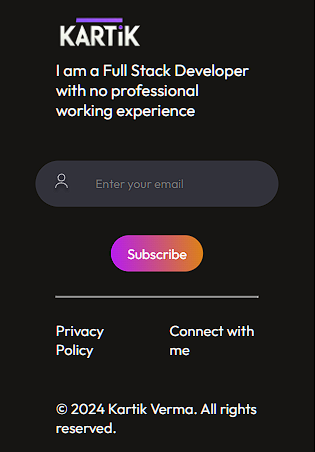 KARTiK
I am a Full Stack Developer
with no professional
working experience
Enter your email
Subscribe
Privacy
Policy
Connect with
me
© 2024 Kartik Verma. All rights
reserved.